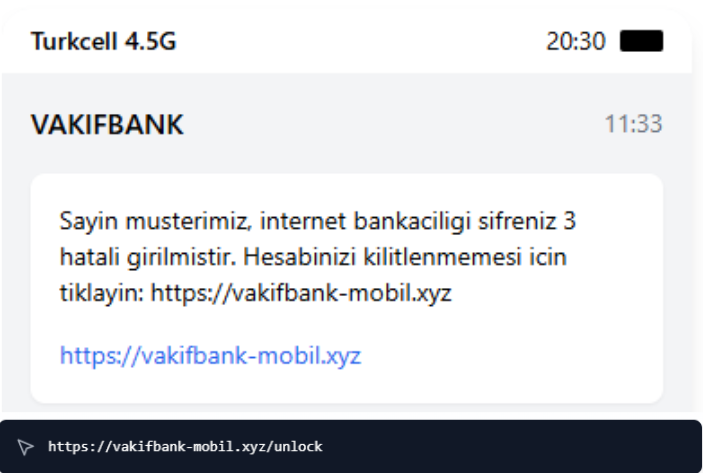 Turkcell 4.5G 20:30
VAKIFBANK 11:33
Sayin musterimiz, internet bankaciligi sifreniz 3
hatali girilmistir. Hesabinizi kilitlenmemesi icin
tiklayin: https://vakifbank-mobil.xyz
https://vakifbank-mobil.xyz
https://vakifbank-mobil.xyz/unlock